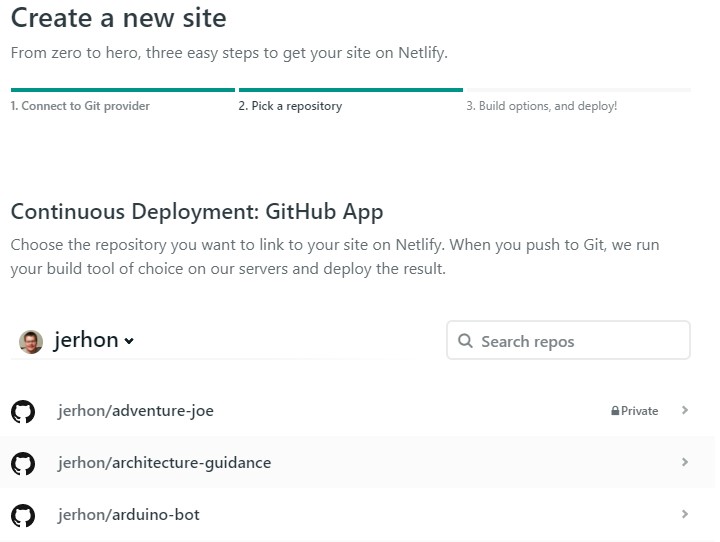 Create a new site
From zero to hero, three easy steps to get your site on Netlify.
1. Connect to Git provider
2. Pick a repository
3. Build options, and deploy!
Continuous Deployment: GitHub App
Choose the repository you want to link to your site on Netlify. When you push to Git, we run
your build tool of choice on our servers and deploy the result.
jerhon
Search repos
jerhon/adventure-joe
Private
jerhon/architecture-guidance
jerhon/arduino-bot